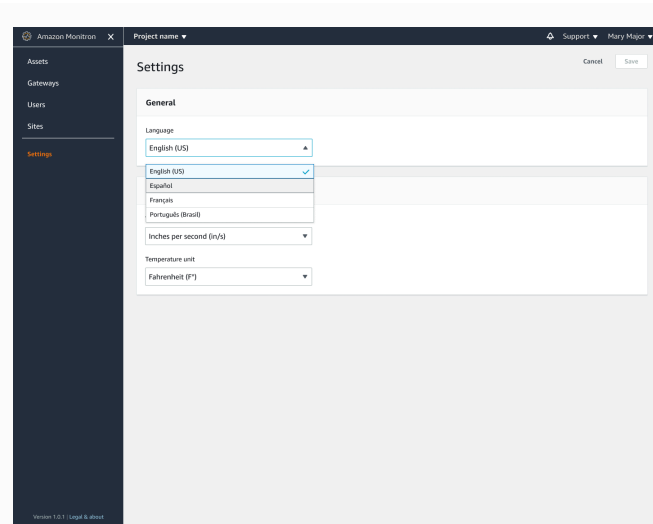 Amazon Monitron X
Project name ▼
Support ▼ Mary Major ▼
Assets
Gateways
Users
Sites
Settings
Settings
Cancel Save
General
Language
English (US)
English (US)
Español
Français
Português (Brasil)
Inches per second (in/s)
Temperature unit
Fahrenheit (F°)
Version 1.0.1 | Legal & about